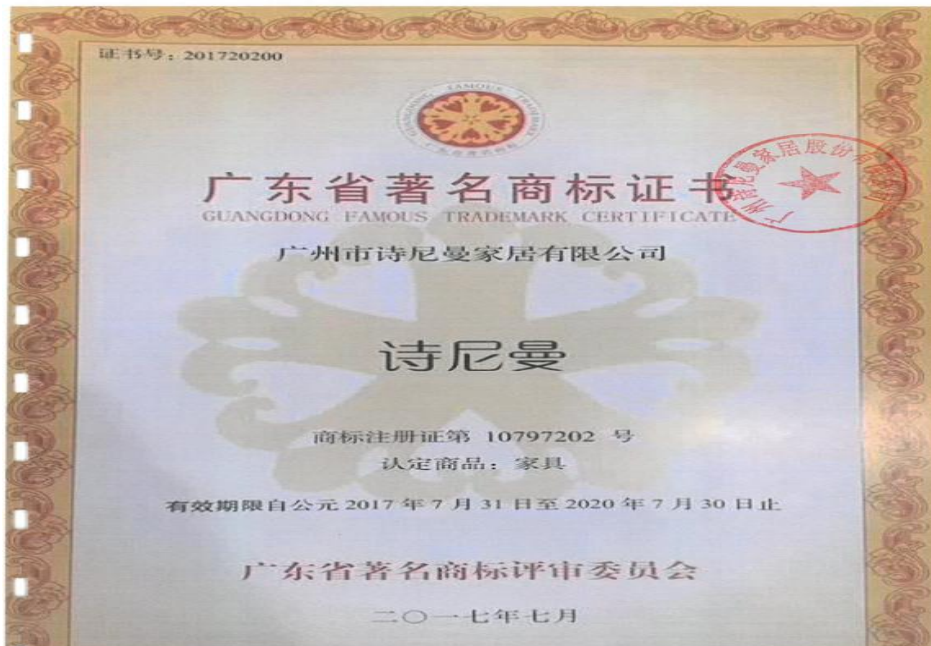 证书号：201720200
GUANGDONG FAMOUS TRADEMARK
广东省著名商标证书
GUANGDONG FAMOUS TRADEMARK CERTIFICATE
广州市诗尼曼家居有限公司
诗尼曼
商标注册证第 10797202 号
认定商品：家具
有效期限自公元 2017 年 7 月 31 日至 2020 年 7 月 30 日止
广东省著名商标评审委员会
二〇一七年七月